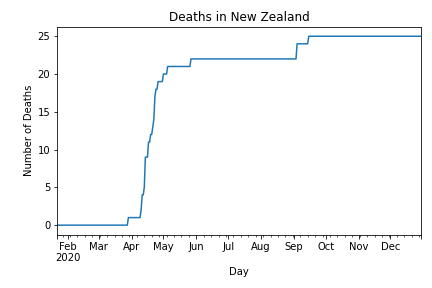 Deaths in New Zealand
25
20
15
10
5
0
Number of Deaths
Feb Mar Apr May Jun Jul Aug Sep Oct Nov Dec
2020
Day